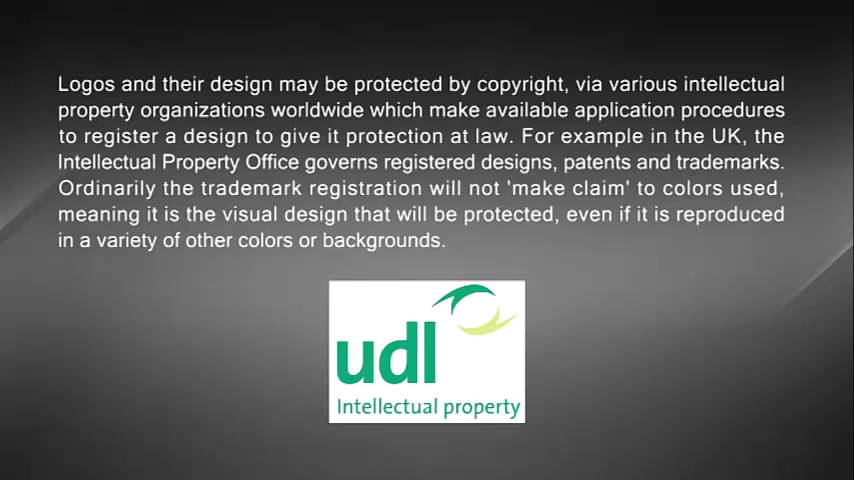 Logos and their design may be protected by copyright, via various intellectual
property organizations worldwide which make available application procedures
to register a design to give it protection at law. For example in the UK, the
Intellectual Property Office governs registered designs, patents and trademarks.
Ordinarily the trademark registration will not 'make claim' to colors used,
meaning it is the visual design that will be protected, even if it is reproduced
in a variety of other colors or backgrounds.
udl
Intellectual property